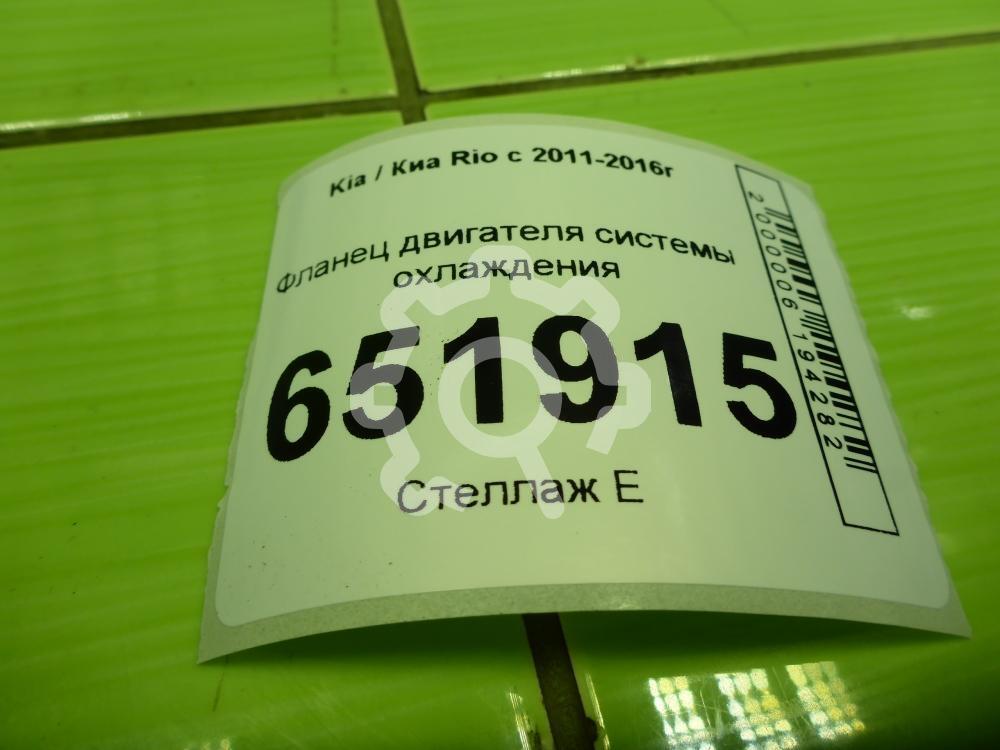 Kia / Киа Rio с 2011-2016г
Фланец двигателя системы
охлаждения
651915
Стеллаж Е
2000006194282